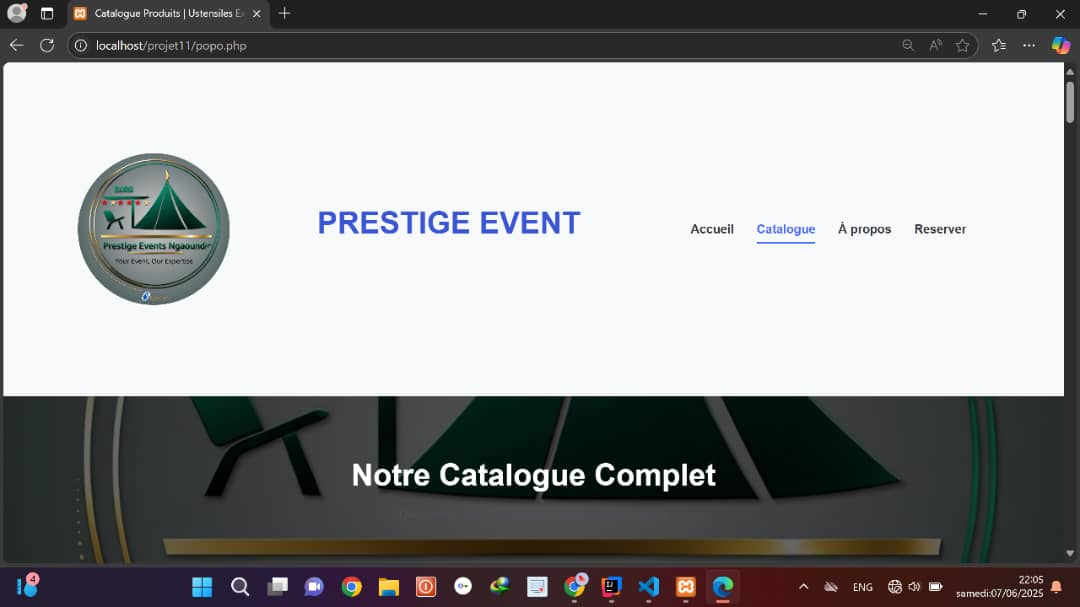 Catalogue Produits | Ustensiles E
localhost/projet11/popo.php
Prestige Events Ngaoundr
Your Event, Our Expertise
PRESTIGE EVENT
Accueil
Catalogue
À propos
Reserver
Notre Catalogue Complet
4
ENG
22:05
samedi:07/06/2025